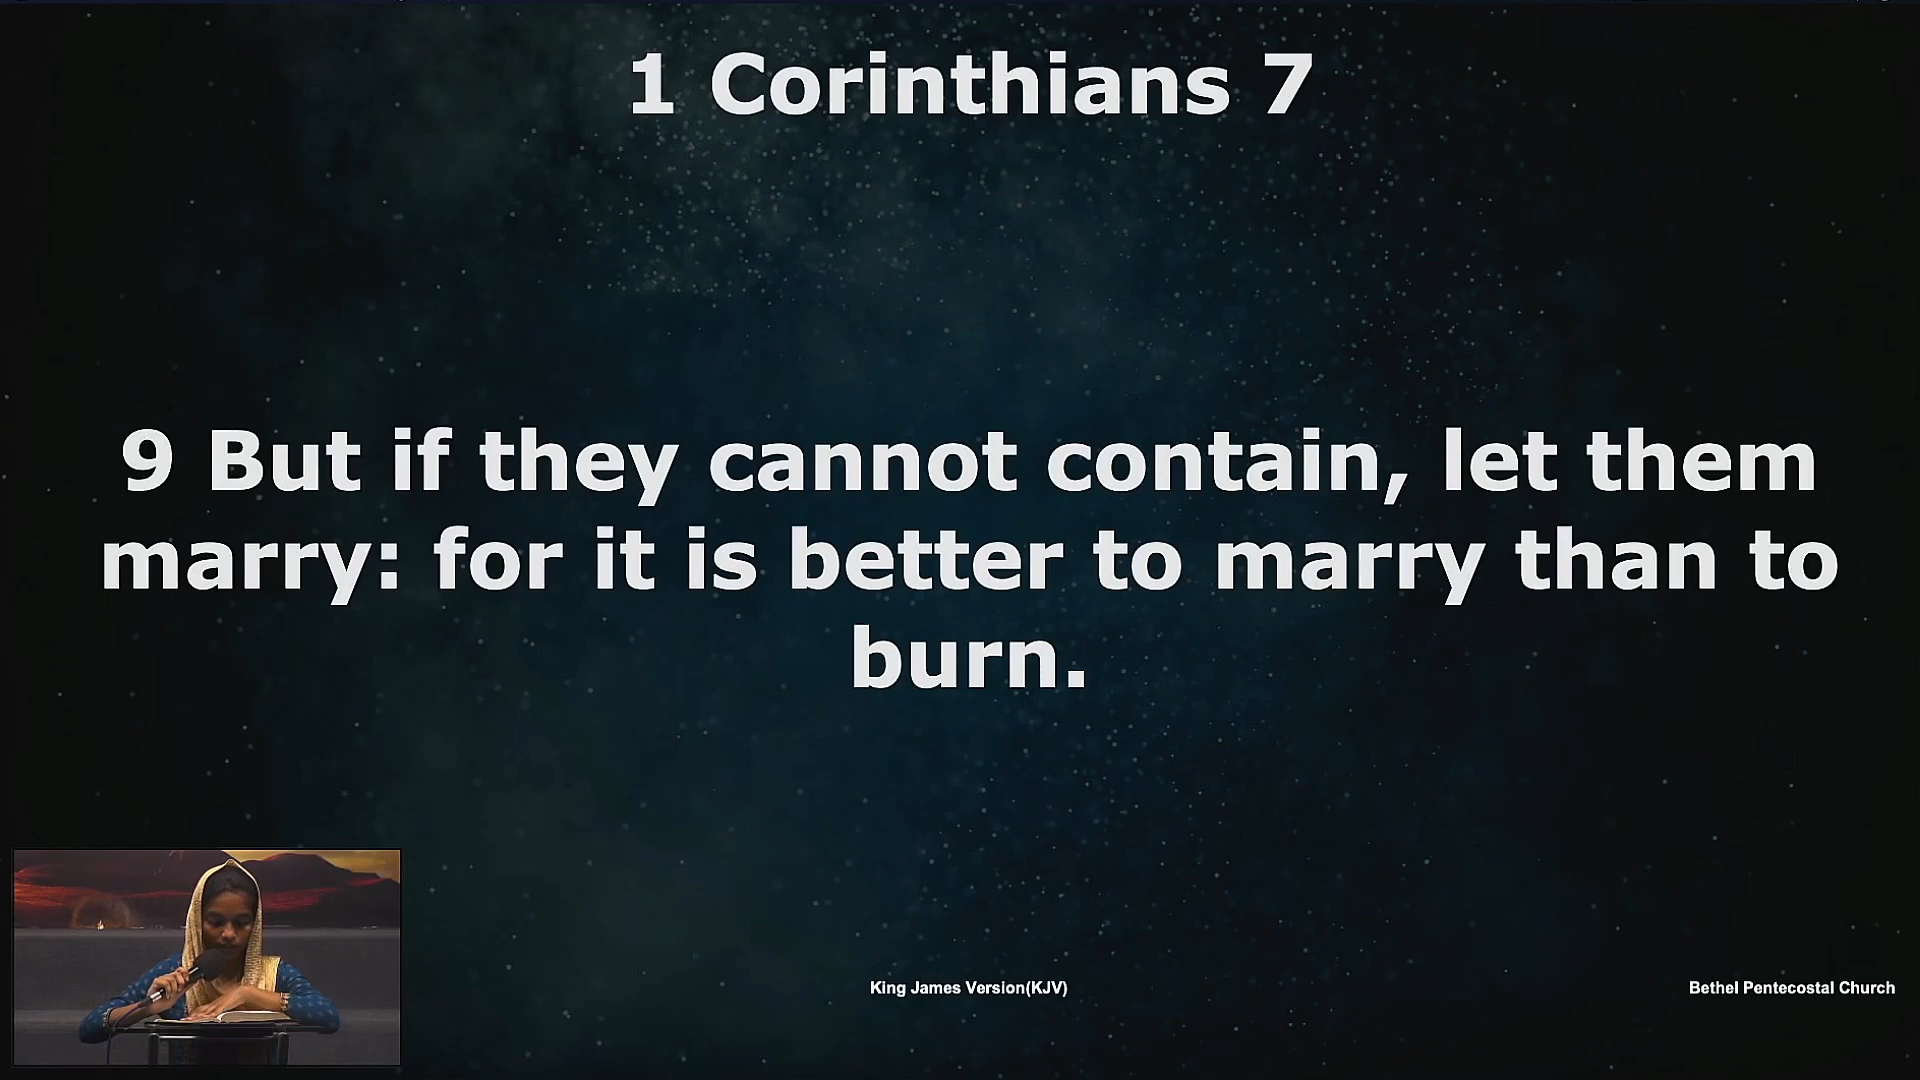 1 Corinthians 7
9 But if they cannot contain, let them
marry: for it is better to marry than to
burn.
King James Version(KJV)
Bethel Pentecostal Church